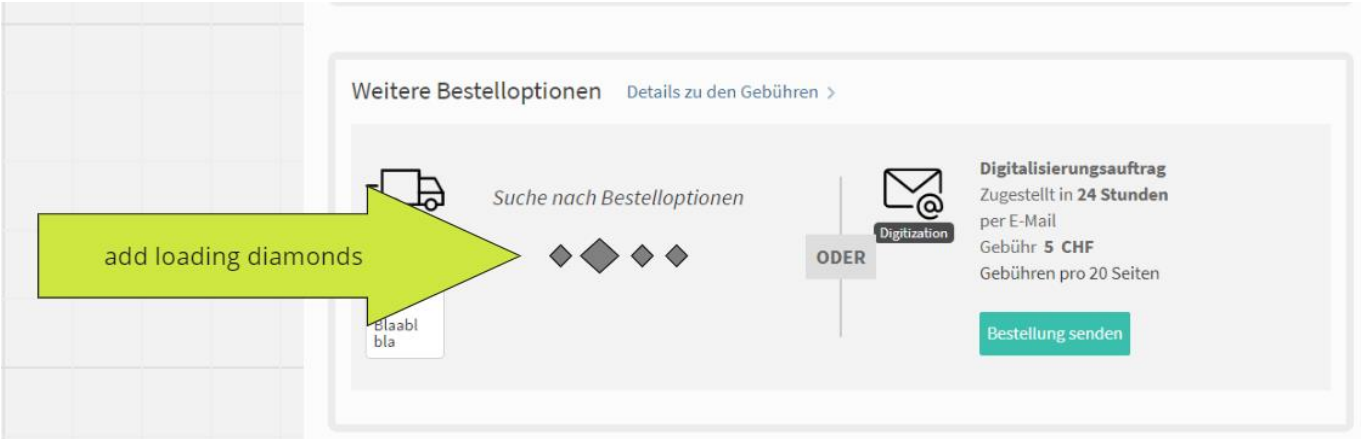 Weitere Bestelloptionen Details zu den Gebühren >
Suche nach Bestelloptionen
add loading diamonds
Blaabl
bla
ODER
Digitization
Digitalisierungsauftrag
Zugestellt in 24 Stunden
per E-Mail
Gebühr 5 CHF
Gebühren pro 20 Seiten
Bestellung senden